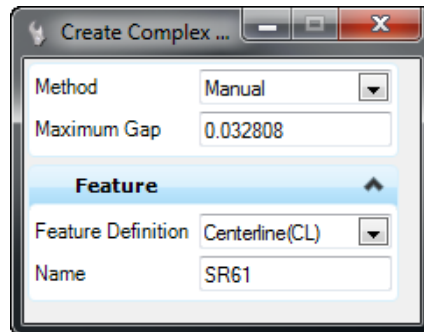 Create Complex ...
Method Manual
Maximum Gap 0.032808
Feature
Feature Definition Centerline(CL)
Name SR61